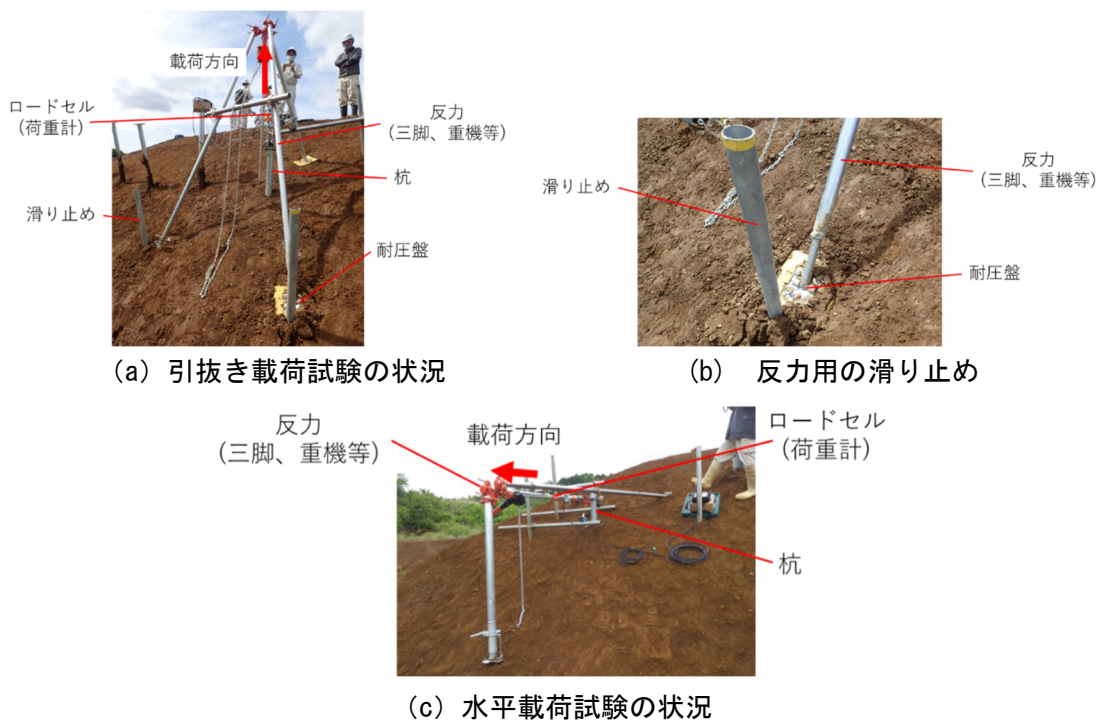 載荷方向
ロードセル
(荷重計)
反力
(三脚、重機等)
杭
滑り止め
耐圧盤
(a) 引抜き載荷試験の状況
滑り止め
反力
(三脚、重機等)
耐圧盤
(b) 反力用の滑り止め
反力
(三脚、重機等)
載荷方向
ロードセル
(荷重計)
杭
(c) 水平載荷試験の状況